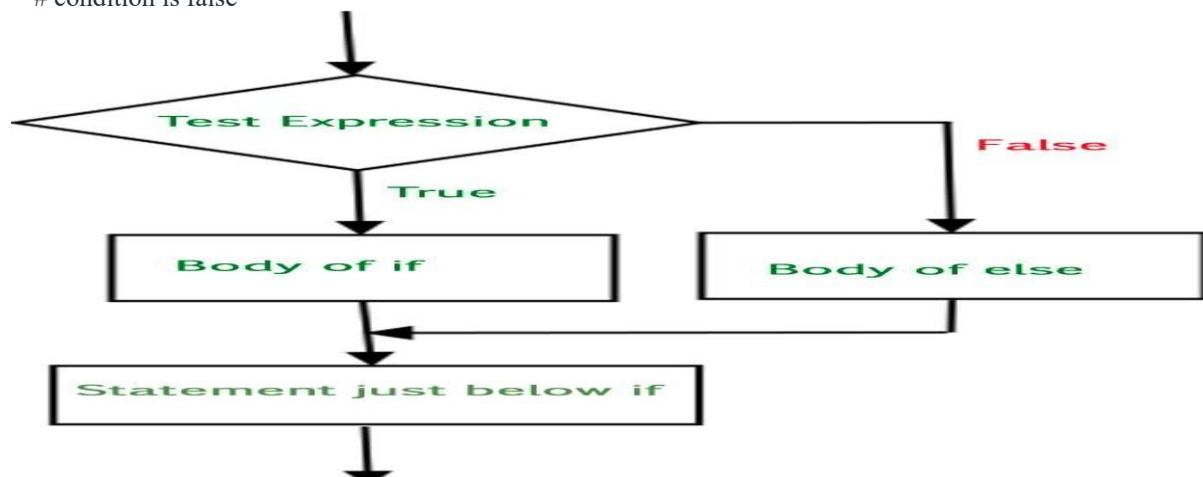 # condition is false
Test Expression
False
True
Body of if
Body of else
Statement just below if